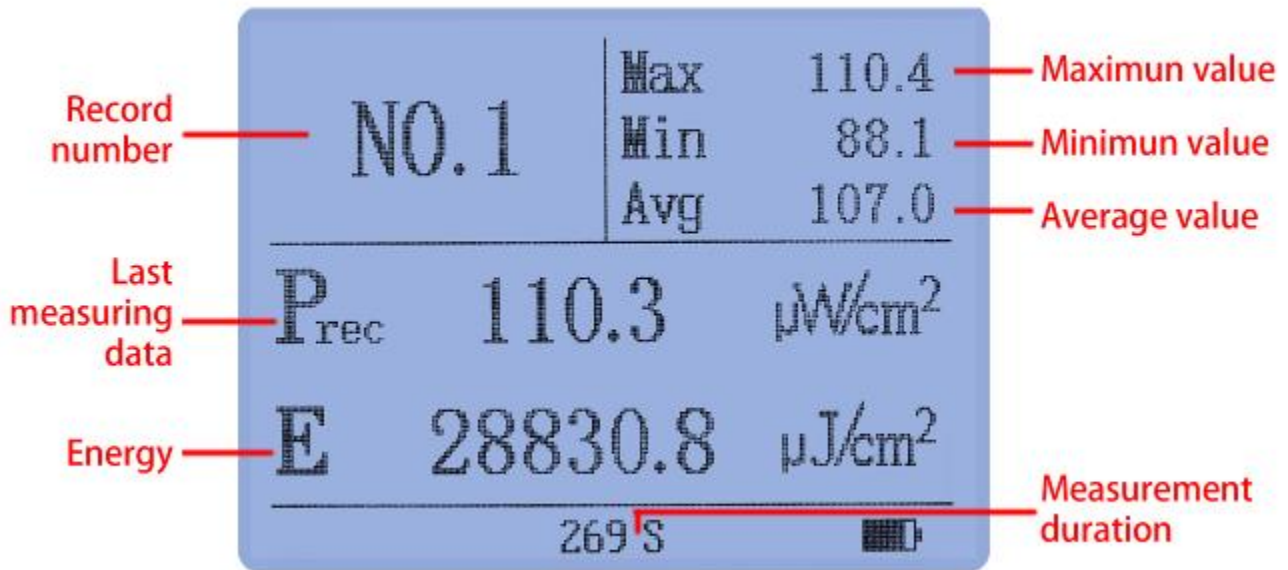 Record
number
NO.1
Max 110.4
Min 88.1
Avg 107.0
Maximun value
Minimun value
Average value
Last
measuring
data
Prec 110.3 μW/cm²
Energy
E 28830.8 μJ/cm²
269 S
Measurement
duration